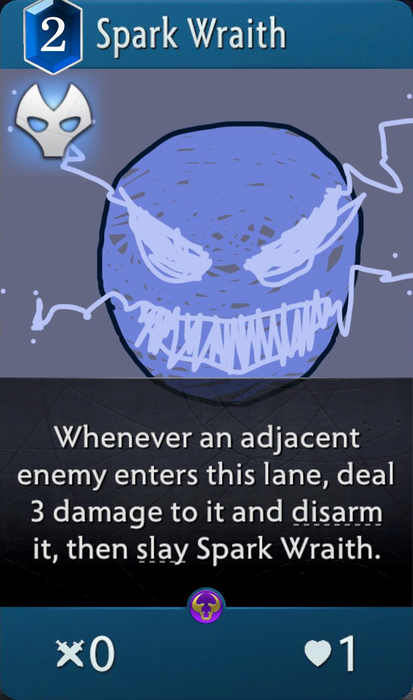 2 Spark Wraith
Whenever an adjacent
enemy enters this lane, deal
3 damage to it and disarm
it, then slay Spark Wraith.
0 1